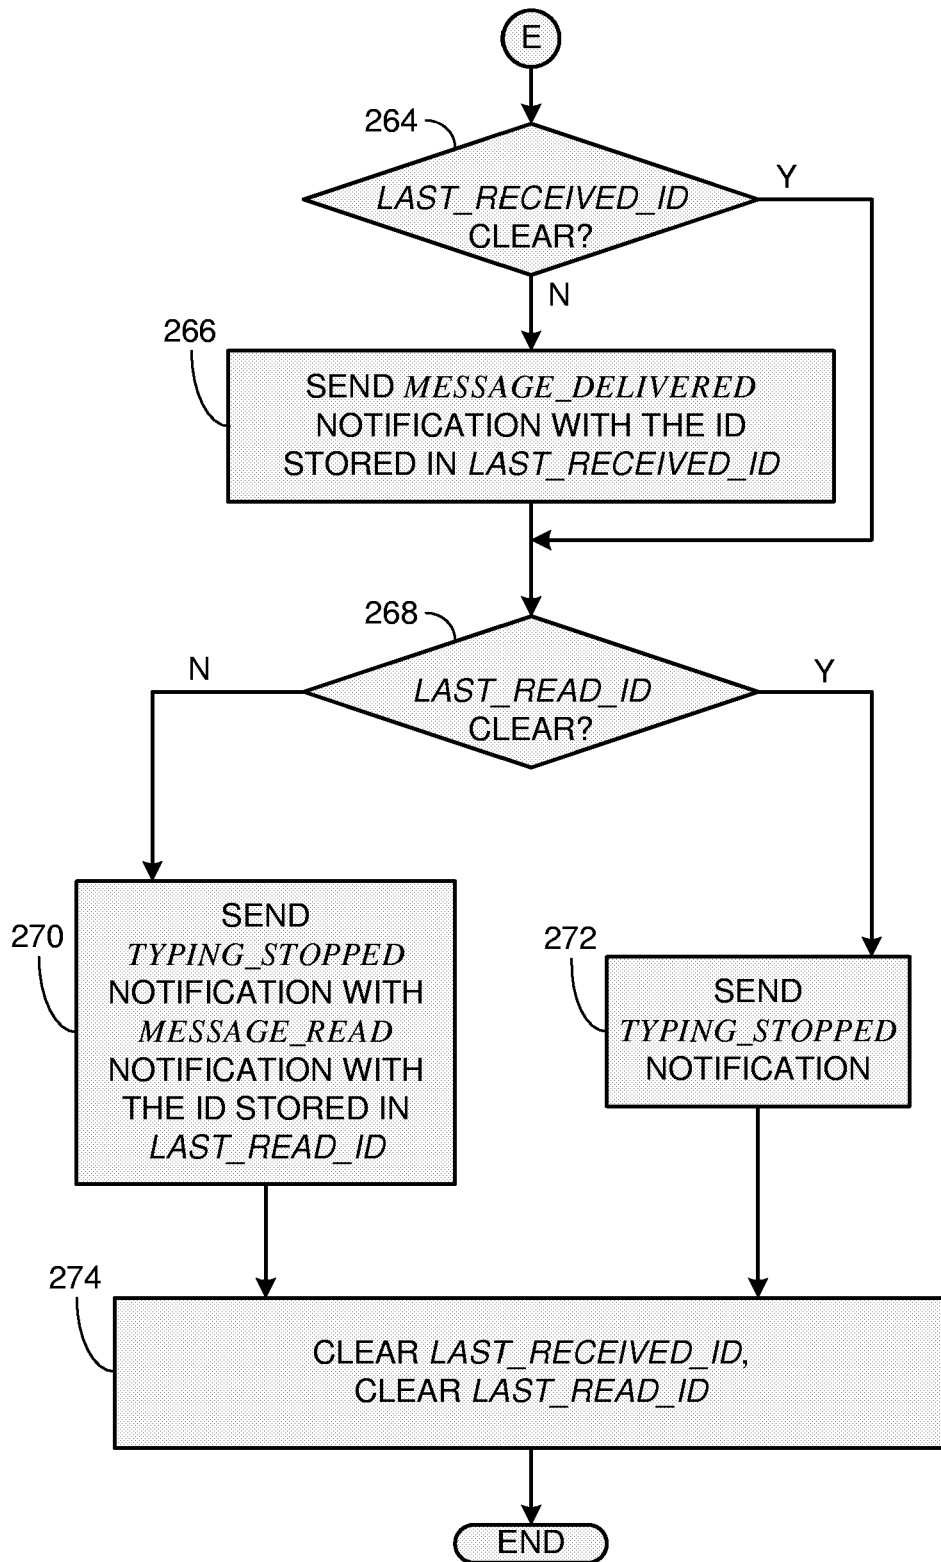 E
264
Y
LAST_RECEIVED_ID
CLEAR?
N
266
SEND MESSAGE_DELIVERED
NOTIFICATION WITH THE ID
STORED IN LAST_RECEIVED_ID
268
N
Y
LAST_READ_ID
CLEAR?
270
SEND
TYPING_STOPPED
NOTIFICATION WITH
MESSAGE_READ
NOTIFICATION WITH
THE ID STORED IN
LAST_READ_ID
272
SEND
TYPING_STOPPED
NOTIFICATION
274
CLEAR LAST_RECEIVED_ID,
CLEAR LAST_READ_ID
END